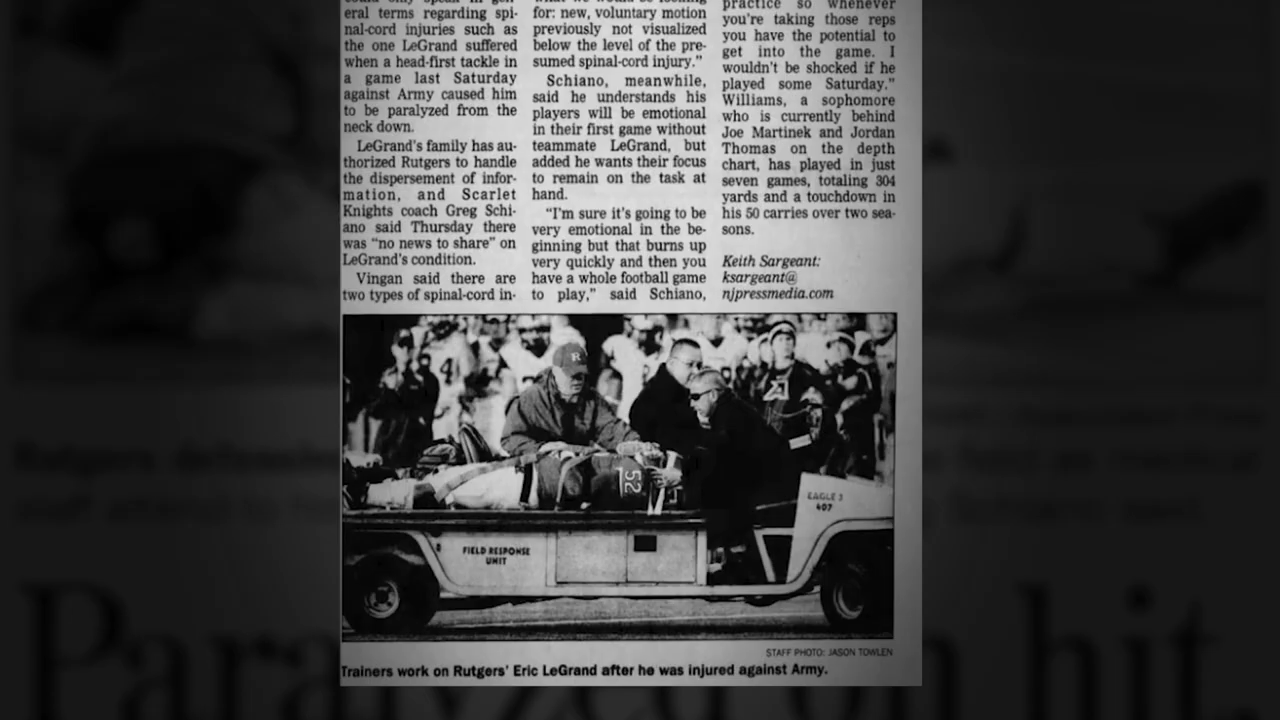 eral terms regarding spi-
nal-cord injuries such as
the one LeGrand suffered
when a head-first tackle in
a game last Saturday
against Army caused him
to be paralyzed from the
neck down.
LeGrand's family has au-
thorized Rutgers to handle
the dispersement of infor-
mation, and Scarlet
Knights coach Greg Schi-
ano said Thursday there
was "no news to share" on
LeGrand's condition.
Vingan said there are
two types of spinal-cord in-
for: new, voluntary motion
previously not visualized
below the level of the pre-
sumed spinal-cord injury."
Schiano, meanwhile,
said he understands his
players will be emotional
in their first game without
teammate LeGrand, but
added he wants their focus
to remain on the task at
hand.
"I'm sure it's going to be
very emotional in the be-
ginning but that burns up
very quickly and then you
have a whole football game
to play," said Schiano,
practice so whenever
you're taking those reps
you have the potential to
get into the game. I
wouldn't be shocked if he
played some Saturday."
Williams, a sophomore
who is currently behind
Joe Martinek and Jordan
Thomas on the depth
chart, has played in just
seven games, totaling 304
yards and a touchdown in
his 50 carries over two sea-
sons.
Keith Sargeant:
ksargeant@
njpressmedia.com
R
52
EAGLE 3
407
FIELD RESPONSE
UNIT
STAFF PHOTO: JASON TOWLEN
Trainers work on Rutgers' Eric LeGrand after he was injured against Army.
Rutgers
Paralyzed on hit